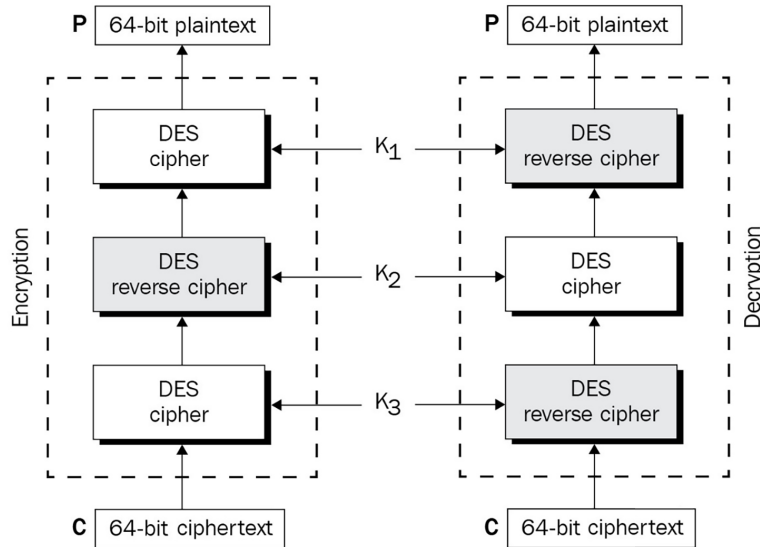 P 64-bit plaintext
P 64-bit plaintext
DES
cipher
K1
DES
reverse cipher
Encryption
DES
reverse cipher
K2
DES
cipher
Decryption
DES
cipher
K3
DES
reverse cipher
C 64-bit ciphertext
C 64-bit ciphertext